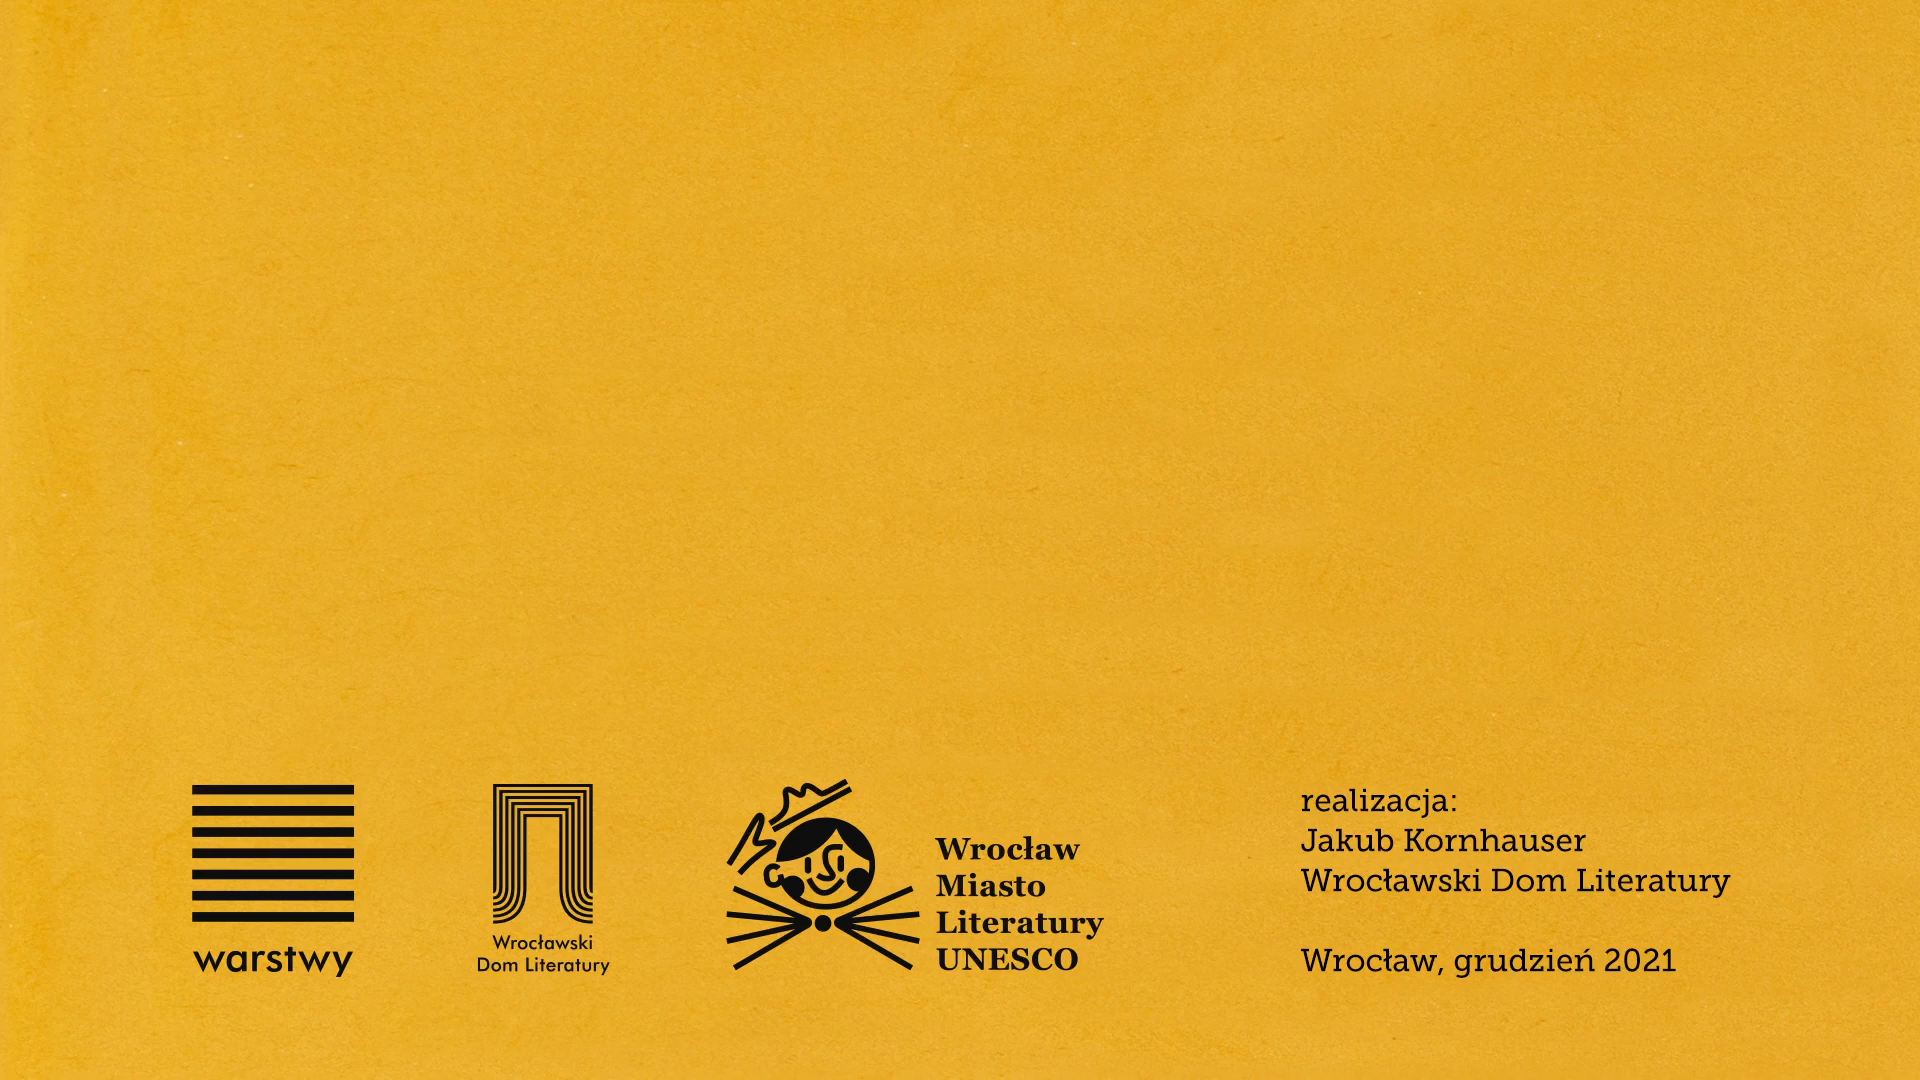 warstwy
Wrocławski
Dom Literatury
Wrocław
Miasto
Literatury
UNESCO
realizacja:
Jakub Kornhauser
Wrocławski Dom Literatury
Wrocław, grudzień 2021